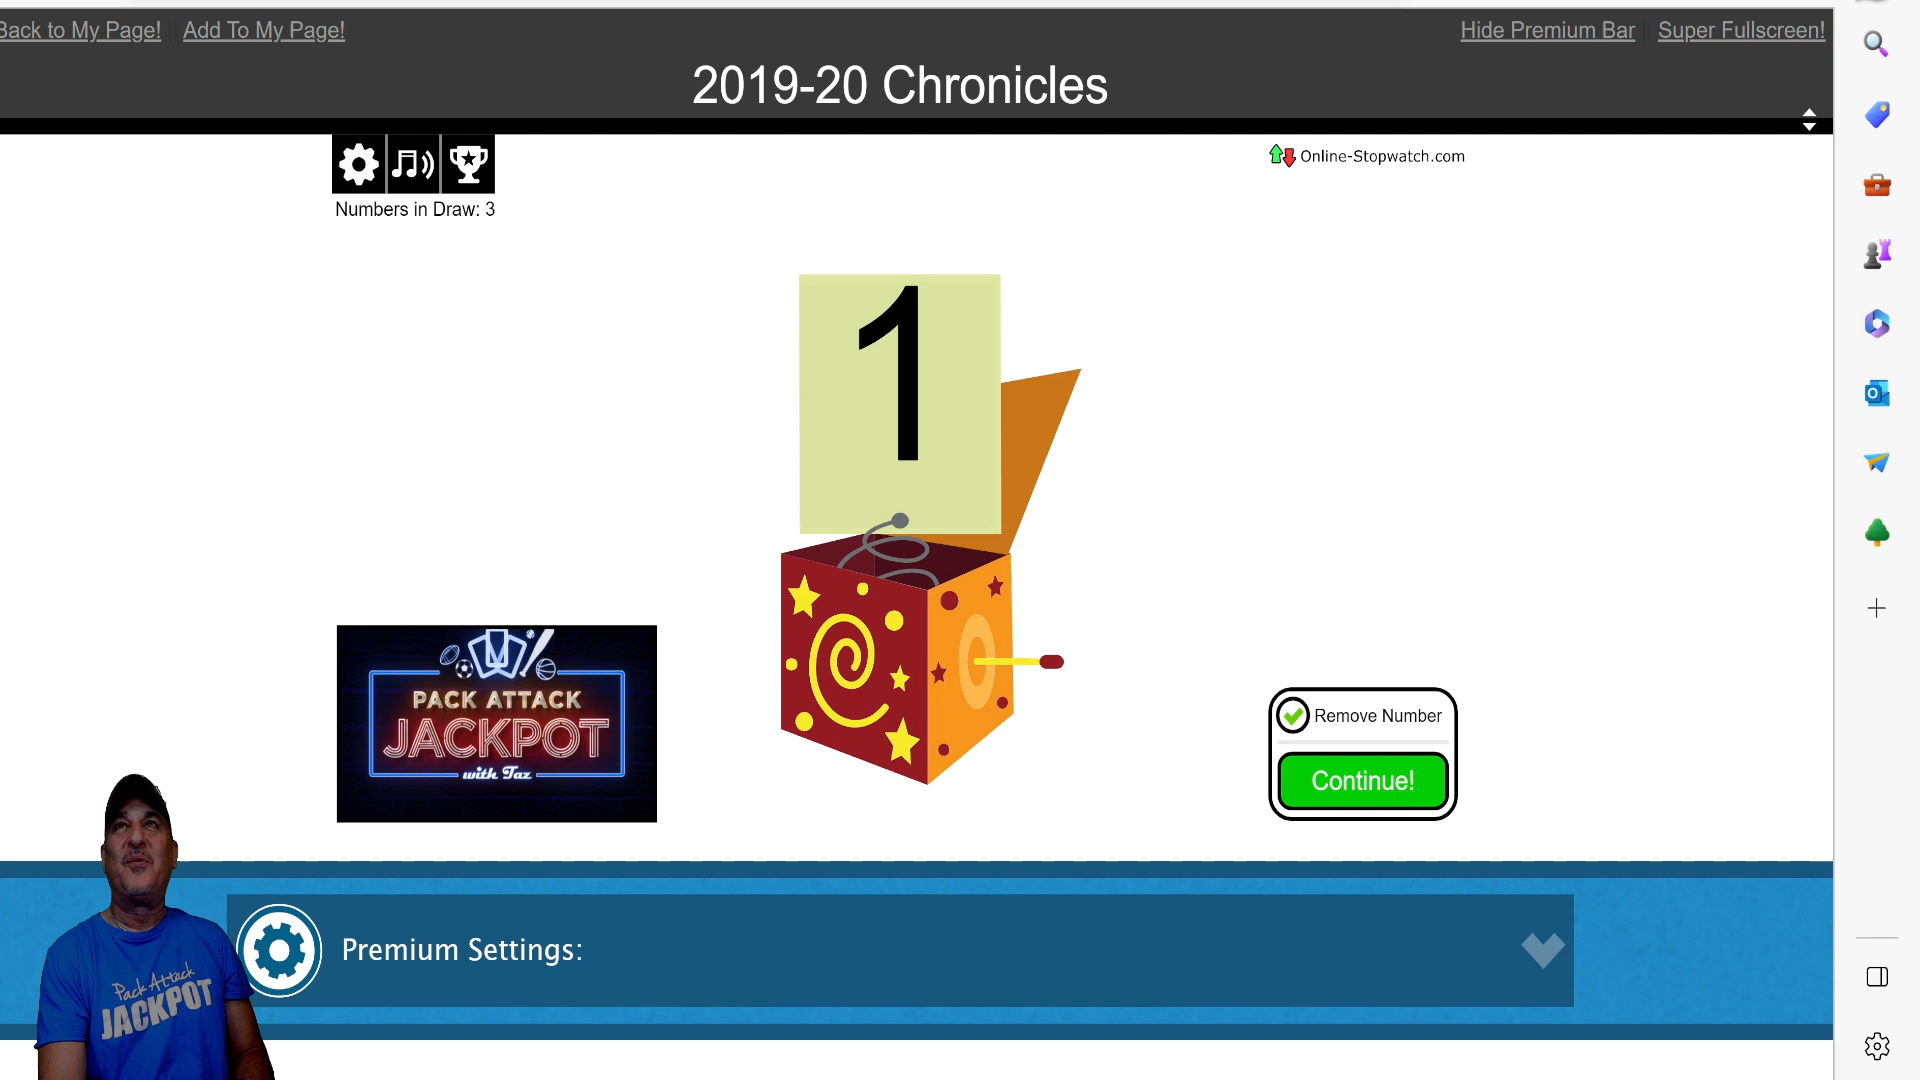 Back to My Page!
Add To My Page!
Hide Premium Bar
Super Fullscreen!
2019-20 Chronicles
Online-Stopwatch.com
Numbers in Draw: 3
1
PACK ATTACK
JACKPOT
with Taz
Remove Number
Continue!
Premium Settings:
Pack Attack
JACKPOT